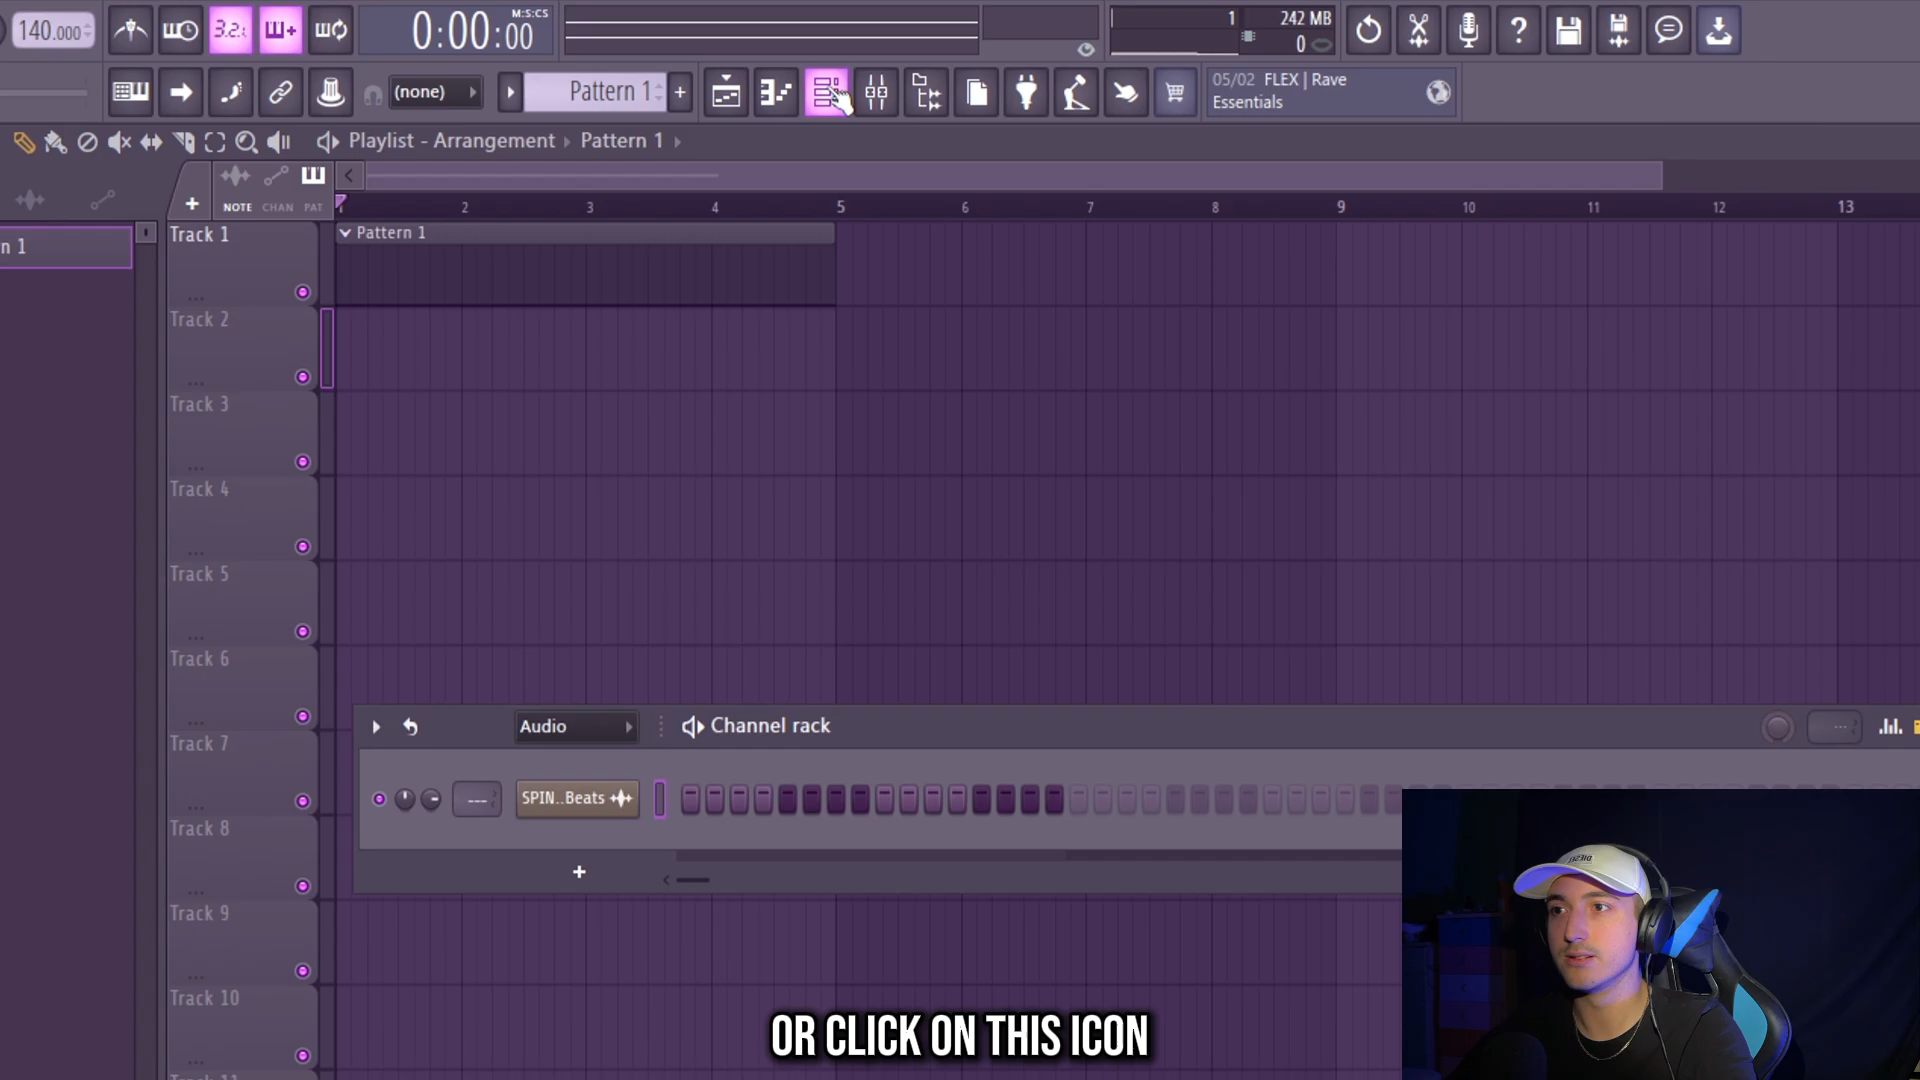 140.000
3.2.
M:S:CS
0:00:00
1
242 MB
0
(none)
Pattern 1
05/02 FLEX | Rave
Essentials
Playlist - Arrangement
Pattern 1
NOTE
CHAN
PAT
1
2
3
4
5
6
7
8
9
10
11
12
13
n 1
Track 1
Pattern 1
Track 2
Track 3
Track 4
Track 5
Track 6
Track 7
Track 8
Track 9
Track 10
Audio
Channel rack
---
SPIN..Beats
OR CLICK ON THIS ICON